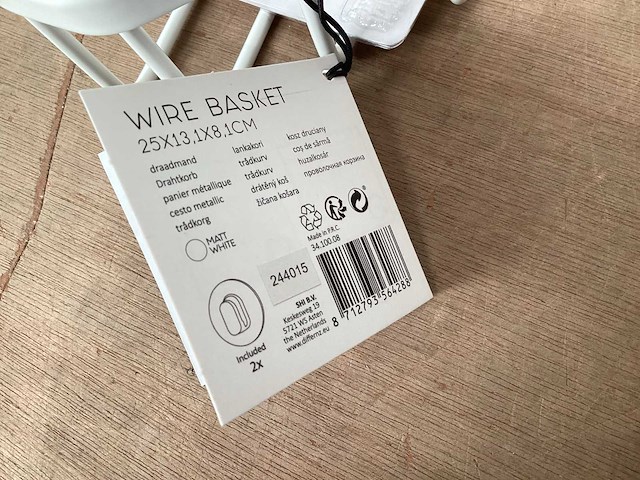 WIRE BASKET
25X13,1X8,1CM
draadmand
Drahtkorb
panier métallique
cesto metallic
trådkorg
lankakori
trådkurv
trådkurv
drátěný koš
žičana košara
kosz druciany
coş de sârmă
huzalkosár
проволочная корзина
MATT
WHITE
Made in P.R.C.
34.100.08
244015
SHI B.V.
Keskesweg 19
5721 WS Asten
the Netherlands
www.differnz.eu
8 712793 564288
Included
2x